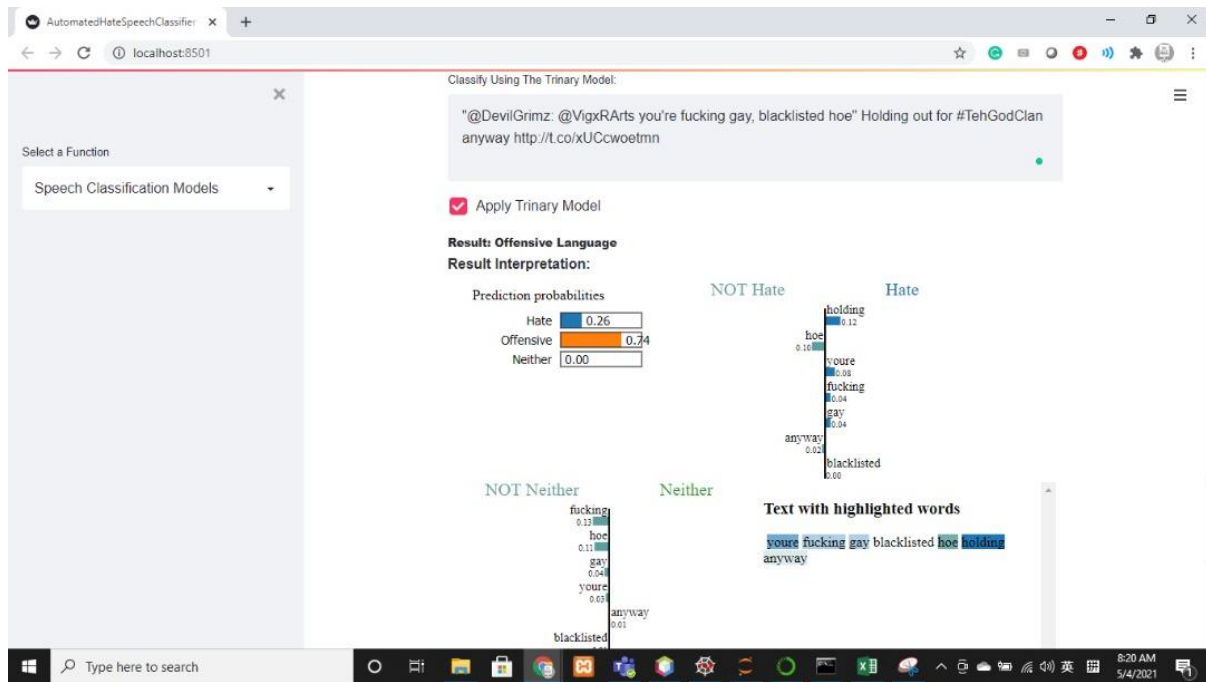 AutomatedHateSpeechClassifier
localhost:8501
Select a Function
Speech Classification Models
Classify Using The Trinary Model:
"@DevilGrimz: @VigxRArts you're fucking gay, blacklisted hoe" Holding out for #TehGodClan
anyway http://t.co/xUCcwoetmn
Apply Trinary Model
Result: Offensive Language
Result Interpretation:
Prediction probabilities
Hate 0.26
Offensive 0.74
Neither 0.00
NOT Hate Hate
holding
0.12
hoe
0.10
youre
0.08
fucking
0.04
gay
0.04
anyway
0.02
blacklisted
0.00
NOT Neither Neither
fucking
0.13
hoe
0.11
gay
0.04
youre
0.03
anyway
0.01
blacklisted
Text with highlighted words
youre fucking gay blacklisted hoe holding
anyway
Type here to search
英
8:20 AM
5/4/2021